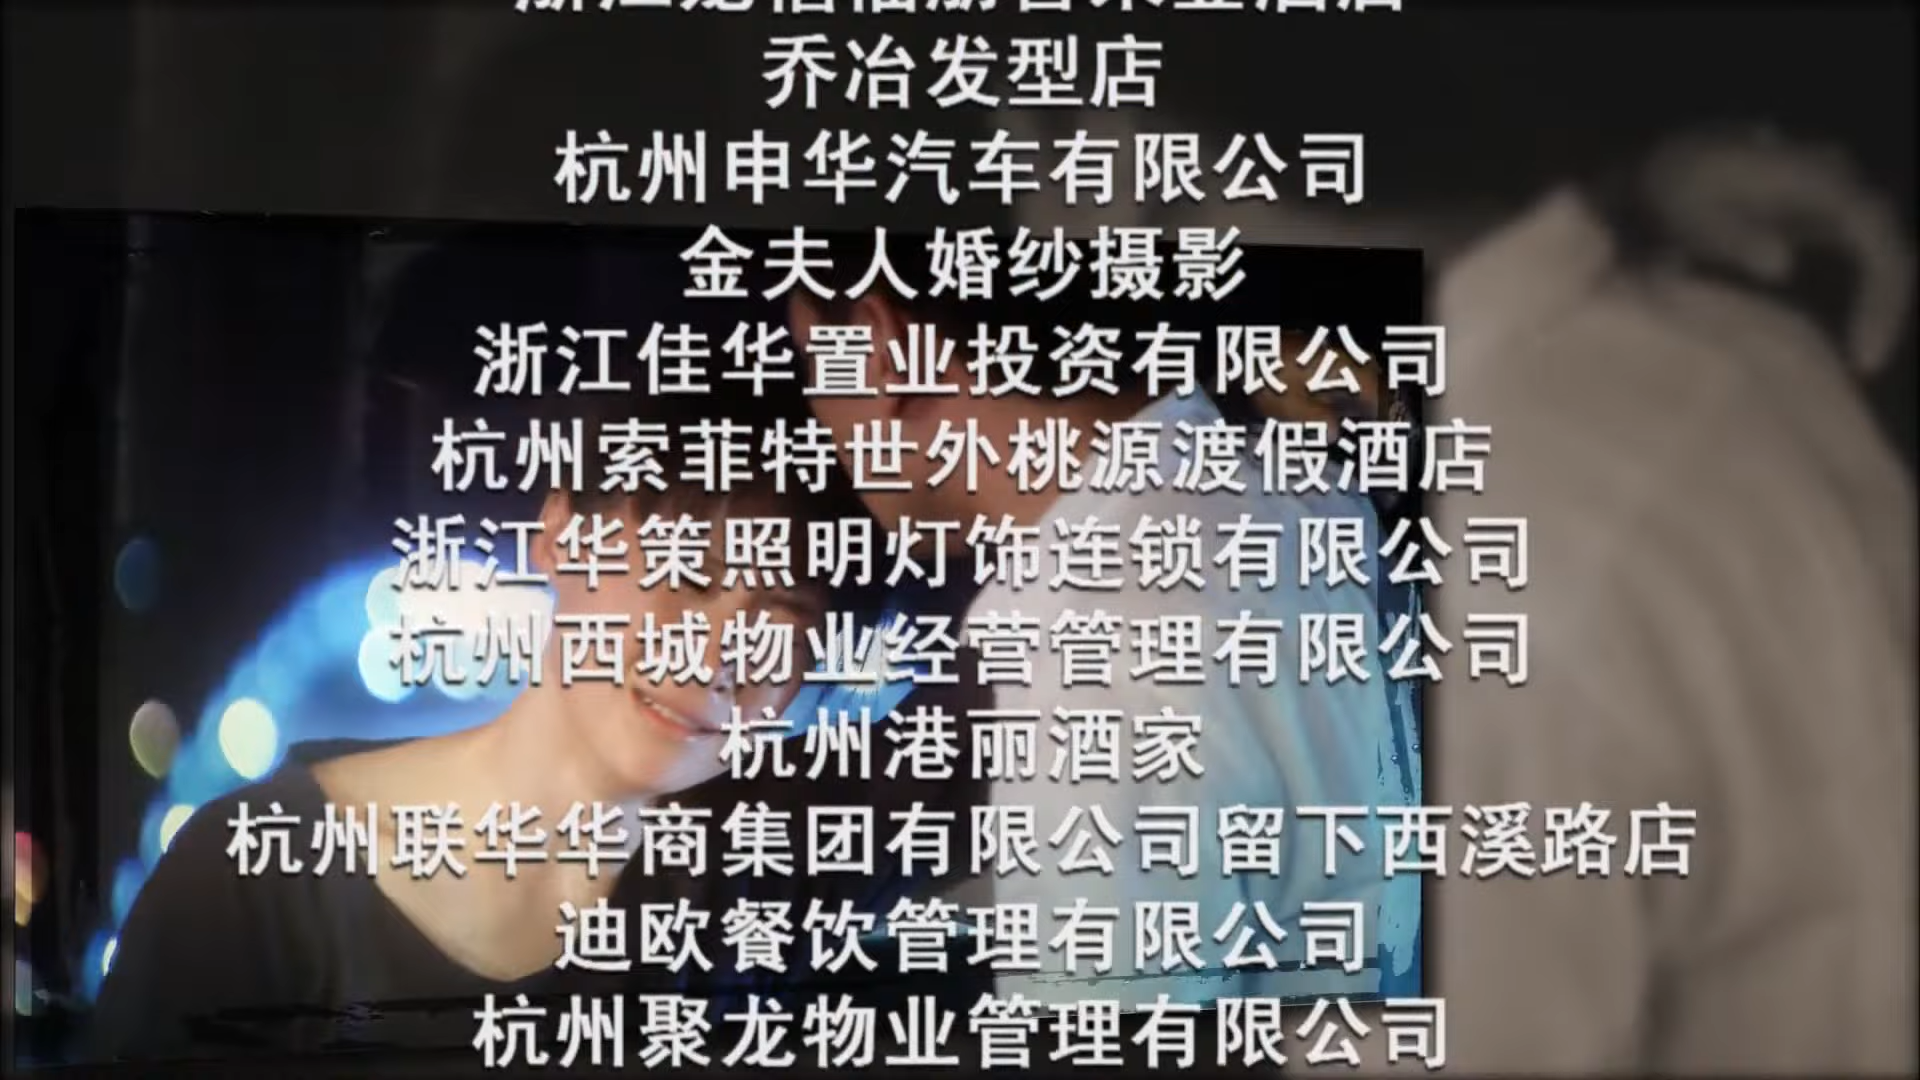 乔冶发型店
杭州申华汽车有限公司
金夫人婚纱摄影
浙江佳华置业投资有限公司
杭州索菲特世外桃源渡假酒店
浙江华策照明灯饰连锁有限公司
杭州西城物业经营管理有限公司
杭州港丽酒家
杭州联华华商集团有限公司留下西溪路店
迪欧餐饮管理有限公司
杭州聚龙物业管理有限公司